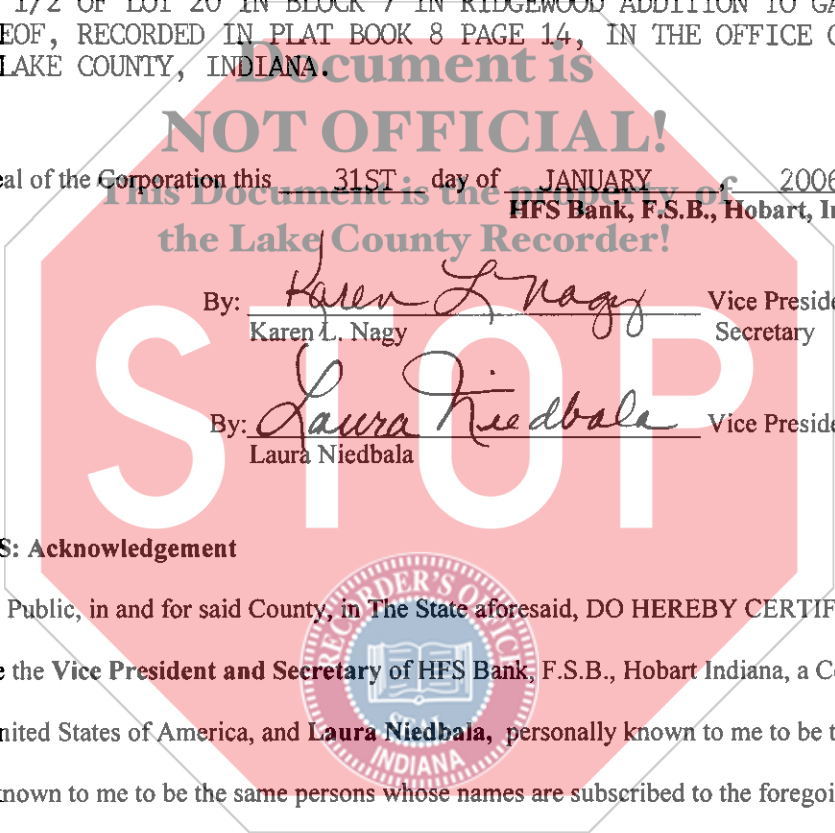 1/2 OF LOT 20 IN BLOCK 7 IN RIDGEWOOD ADDITION TO GA
EOF, RECORDED IN PLAT BOOK 8 PAGE 14, IN THE OFFICE O
LAKE COUNTY, INDIANA.
Document is
NOT OFFICIAL!
eal of the Corporation this 31ST day of JANUARY, 2006
This Document is the property of
HFS Bank, F.S.B., Hobart, In
the Lake County Recorder!
By: Karen L Nagy Vice Preside
Karen L. Nagy Secretary
STOP
By: Laura Niedbala Vice Preside
Laura Niedbala
S: Acknowledgement
Public, in and for said County, in The State aforesaid, DO HEREBY CERTIF
RECORDER'S OFFICE
e the Vice President and Secretary of HFS Bank, F.S.B., Hobart Indiana, a Co
SEAL
nited States of America, and Laura Niedbala, personally known to me to be t
INDIANA
known to me to be the same persons whose names are subscribed to the foregoi